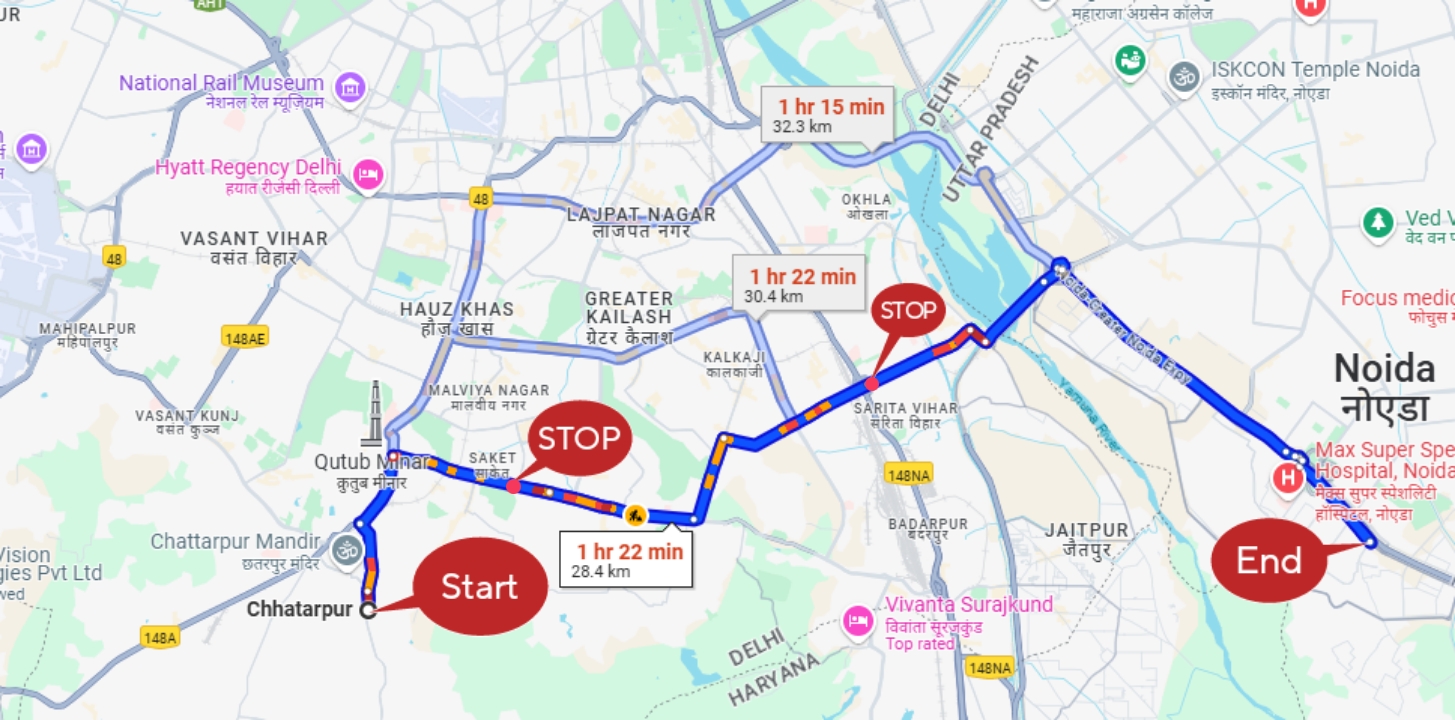 AH1
महाराजा अग्रसेन कॉलेज
National Rail Museum
नेशनल रेल म्यूज़ियम
ISKCON Temple Noida
इस्कॉन मंदिर, नोएडा
DELHI
UTTAR PRADESH
1 hr 15 min
32.3 km
Hyatt Regency Delhi
हयात रीजेंसी दिल्ली
48
OKHLA
ओखला
LAJPAT NAGAR
लाजपत नगर
Ved V
वेद वन प
VASANT VIHAR
वसंत विहार
48
1 hr 22 min
30.4 km
Noida Greater Noida Expy
Focus medic
फोचुस म
GREATER
KAILASH
ग्रेटर कैलाश
HAUZ KHAS
हौज़ खास
STOP
MAHIPALPUR
महिपालपुर
148AE
KALKAJI
कालकाजी
Noida
नोएडा
MALVIYA NAGAR
मालवीय नगर
SARITA VIHAR
सरिता विहार
Yamuna River
VASANT KUNJ
वसंत कुञ्ज
STOP
SAKET
साकेत
Qutub Minar
क़ुतुब मीनार
148NA
Max Super Spe
Hospital, Noida
मैक्स सुपर स्पेशलिटी
हॉस्पिटल, नोएडा
BADARPUR
बदरपुर
JAITPUR
जैतपुर
Chattarpur Mandir
छतरपुर मंदिर
1 hr 22 min
28.4 km
Vision
gies Pvt Ltd
wed
Start
End
Chhatarpur
148A
Vivanta Surajkund
विवांता सूरजकुंड
Top rated
DELHI
HARYANA
148NA